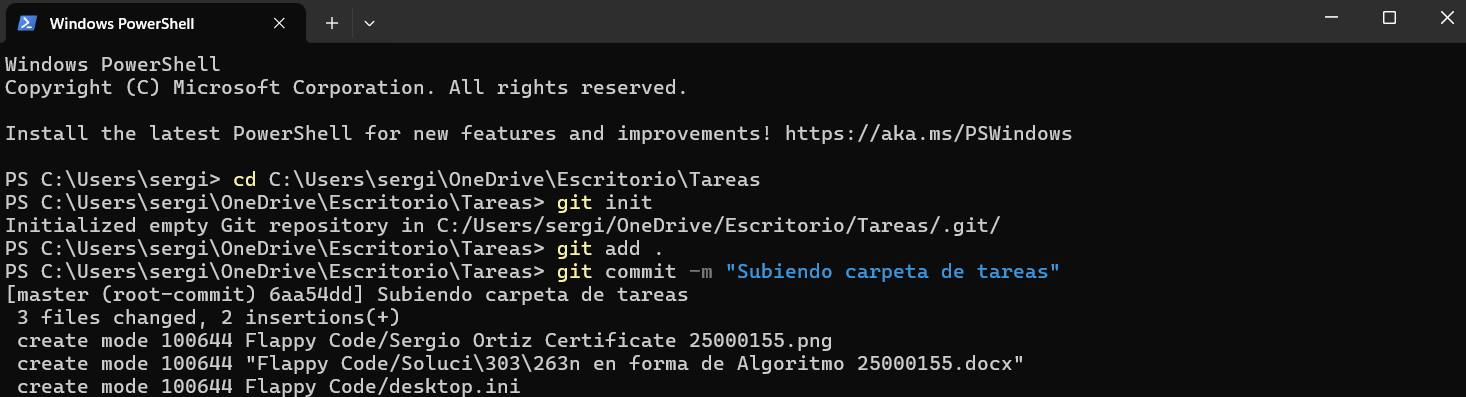 Windows PowerShell
Windows PowerShell
Copyright (C) Microsoft Corporation. All rights reserved.
Install the latest PowerShell for new features and improvements! https://aka.ms/PSWindows
PS C:\Users\sergi> cd C:\Users\sergi\OneDrive\Escritorio\Tareas
PS C:\Users\sergi\OneDrive\Escritorio\Tareas> git init
Initialized empty Git repository in C:/Users/sergi/OneDrive/Escritorio/Tareas/.git/
PS C:\Users\sergi\OneDrive\Escritorio\Tareas> git add .
PS C:\Users\sergi\OneDrive\Escritorio\Tareas> git commit -m "Subiendo carpeta de tareas"
[master (root-commit) 6aa54dd] Subiendo carpeta de tareas
 3 files changed, 2 insertions(+)
 create mode 100644 Flappy Code/Sergio Ortiz Certificate 25000155.png
 create mode 100644 "Flappy Code/Soluci\303\263n en forma de Algoritmo 25000155.docx"
 create mode 100644 Flappy Code/desktop.ini